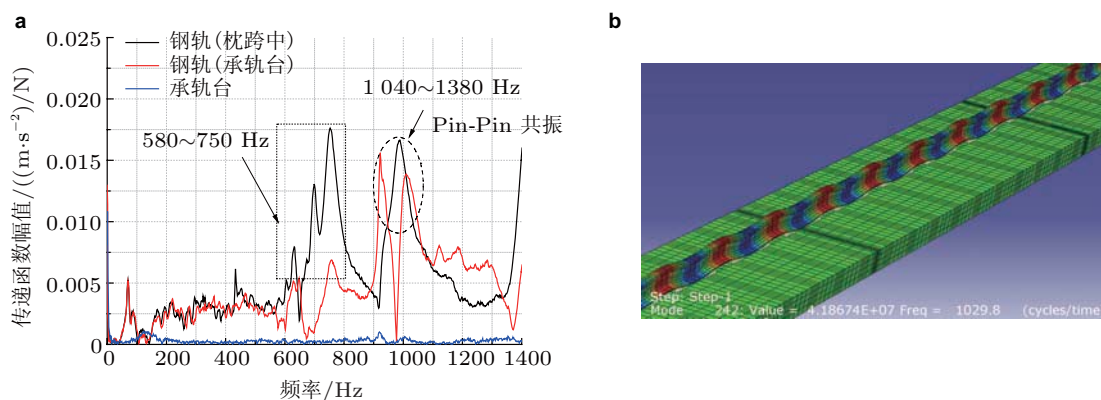 a
传递函数幅值/((m·s⁻²)/N
0.025
0.020
0.015
0.010
0.005
0
钢轨(枕跨中)
钢轨(承轨台)
承轨台
1 040~1380 Hz
580~750 Hz
Pin-Pin 共振
0 200 400 600 800 1000 1200 1400
频率/Hz
b
Step: Step-1
Mode 242: Value = 4.18674E+07 Freq = 1029.8 (cycles/time